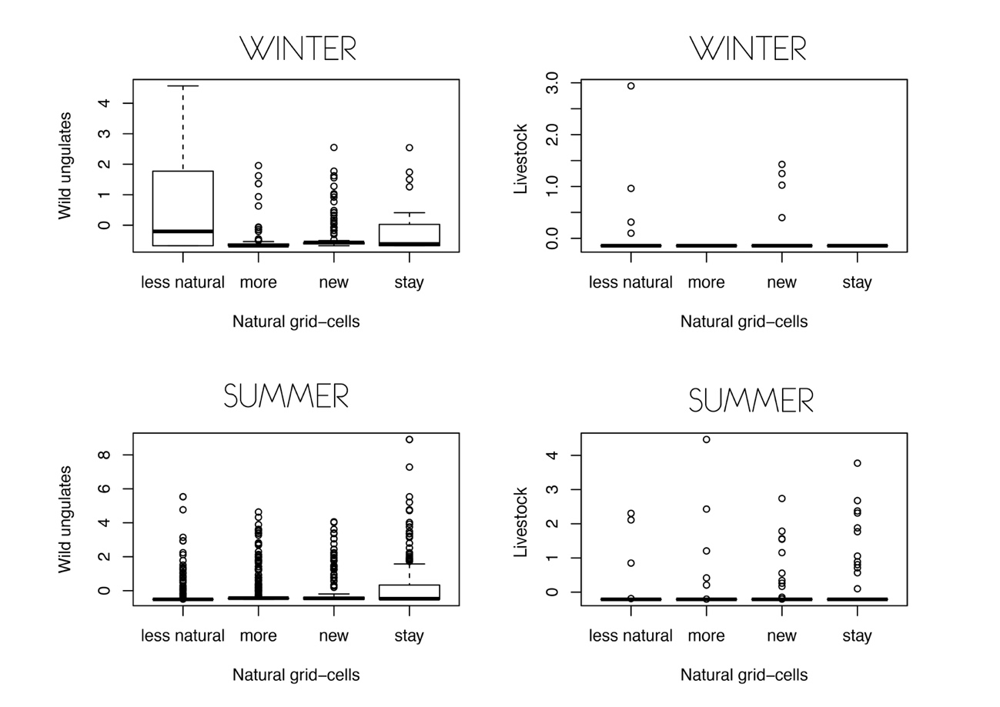 WINTER
Wild ungulates
4
3
2
1
0
less natural more new stay
Natural grid–cells
WINTER
Livestock
3.0
2.0
1.0
0.0
less natural more new stay
Natural grid–cells
SUMMER
Wild ungulates
8
6
4
2
0
less natural more new stay
Natural grid–cells
SUMMER
Livestock
4
3
2
1
0
less natural more new stay
Natural grid–cells